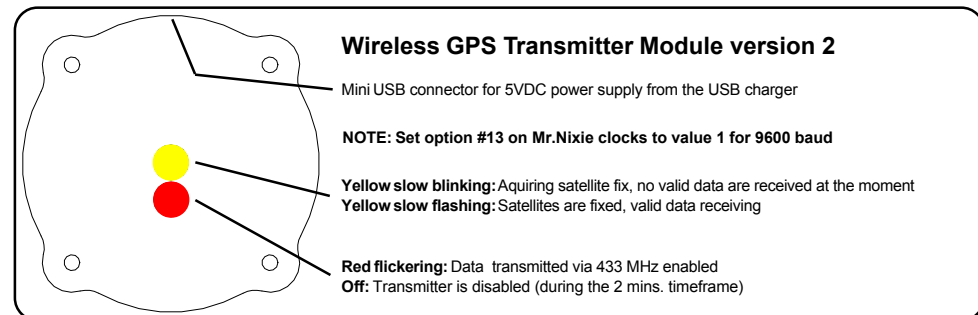 Wireless GPS Transmitter Module version 2
Mini USB connector for 5VDC power supply from the USB charger
NOTE: Set option #13 on Mr.Nixie clocks to value 1 for 9600 baud
Yellow slow blinking: Aquiring satellite fix, no valid data are received at the moment
Yellow slow flashing: Satellites are fixed, valid data receiving
Red flickering: Data transmitted via 433 MHz enabled
Off: Transmitter is disabled (during the 2 mins. timeframe)